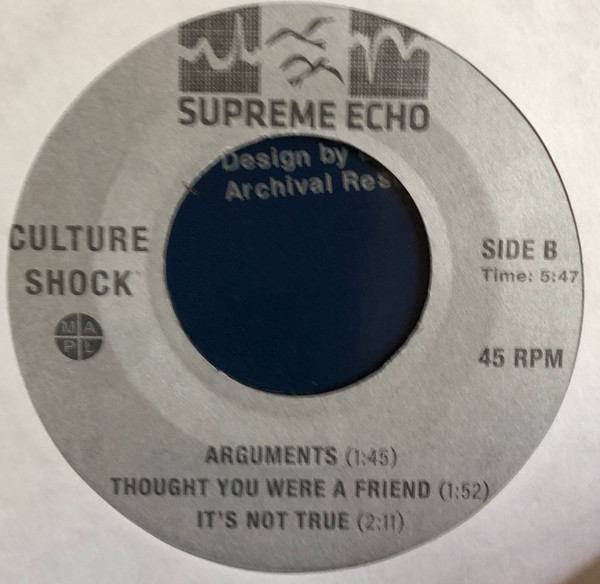 SUPREME ECHO
Design by
Archival Res
CULTURE
SHOCK
M A
P L
SIDE B
Time: 5:47
45 RPM
ARGUMENTS (1:45)
THOUGHT YOU WERE A FRIEND (1:52)
IT'S NOT TRUE (2:11)